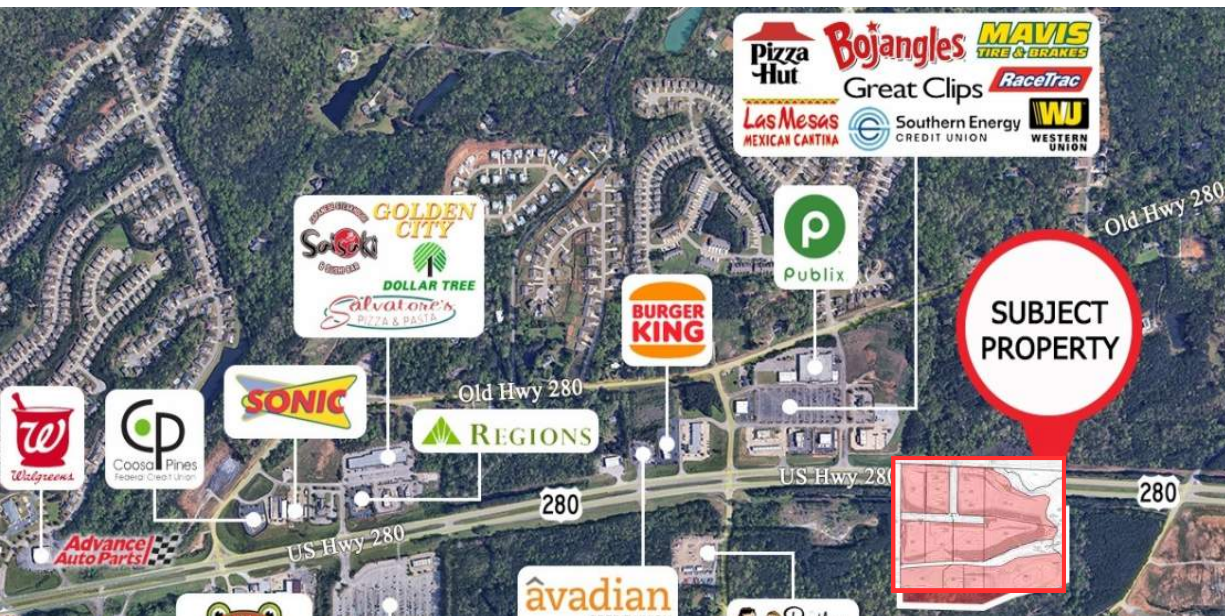 Pizza
Hut
Bojangles
MAVIS
TIRE & BRAKES
Great Clips
RaceTrac
Las Mesas
MEXICAN CANTINA
Southern Energy
CREDIT UNION
WU
WESTERN
UNION
Old Hwy 280
GOLDEN
CITY
& SUSHI BAR
DOLLAR TREE
Salvatore's
PIZZA & PASTA
Publix
BURGER
KING
SUBJECT
PROPERTY
SONIC
Old Hwy 280
REGIONS
W
Walgreens
cp
Coosa Pines
Federal Credit Union
US Hwy 280
280
280
Advance
Auto Parts
US Hwy 280
avadian